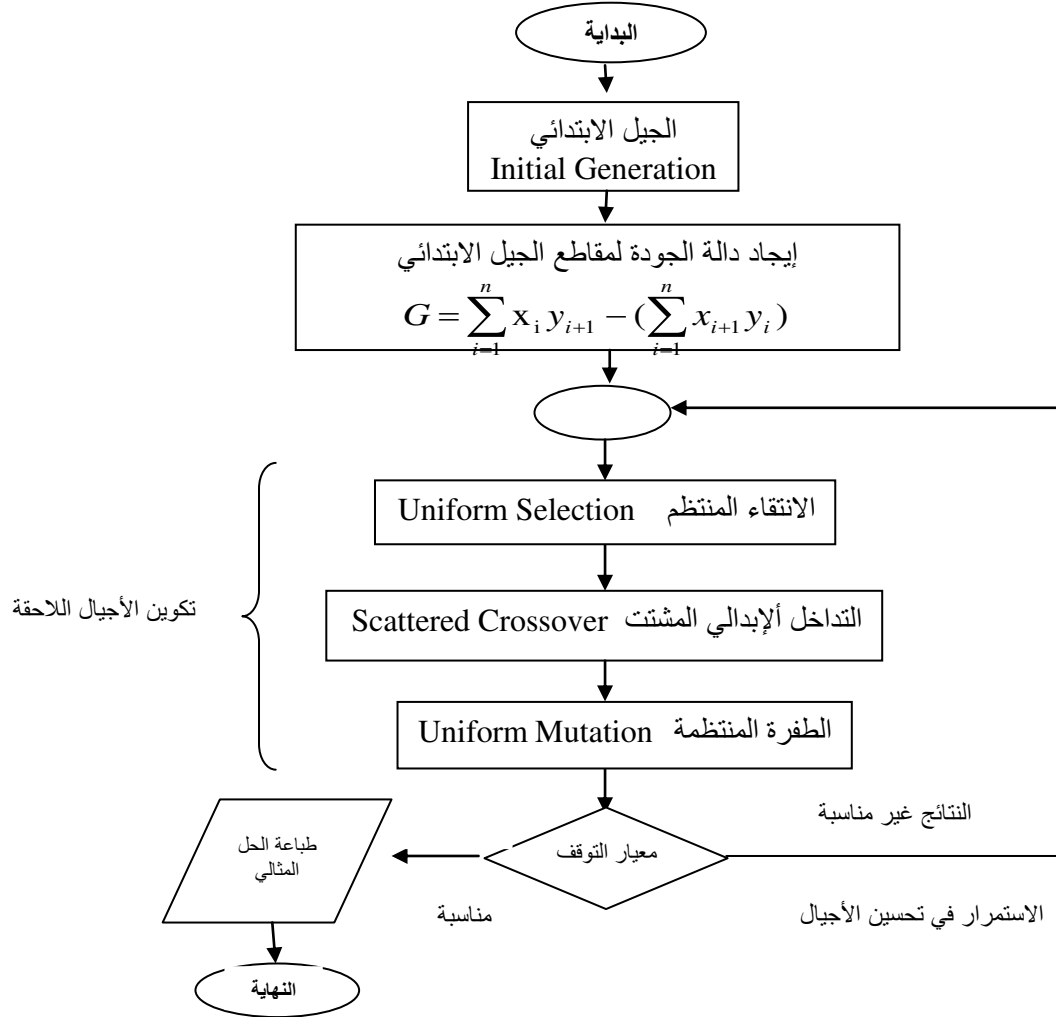 البداية
الجيل الابتدائي
Initial Generation
إيجاد دالة الجودة لمقاطع الجيل الابتدائي
$G = \sum_{i=1}^{n} x_i y_{i+1} - (\sum_{i=1}^{n} x_{i+1} y_i)$
الانتقاء المنتظم Uniform Selection
تكوين الأجيال اللاحقة
التداخل ألإبدالي المشتت Scattered Crossover
الطفرة المنتظمة Uniform Mutation
النتائج غير مناسبة
معيار التوقف
طباعة الحل
المثالي
الاستمرار في تحسين الأجيال
مناسبة
النهاية